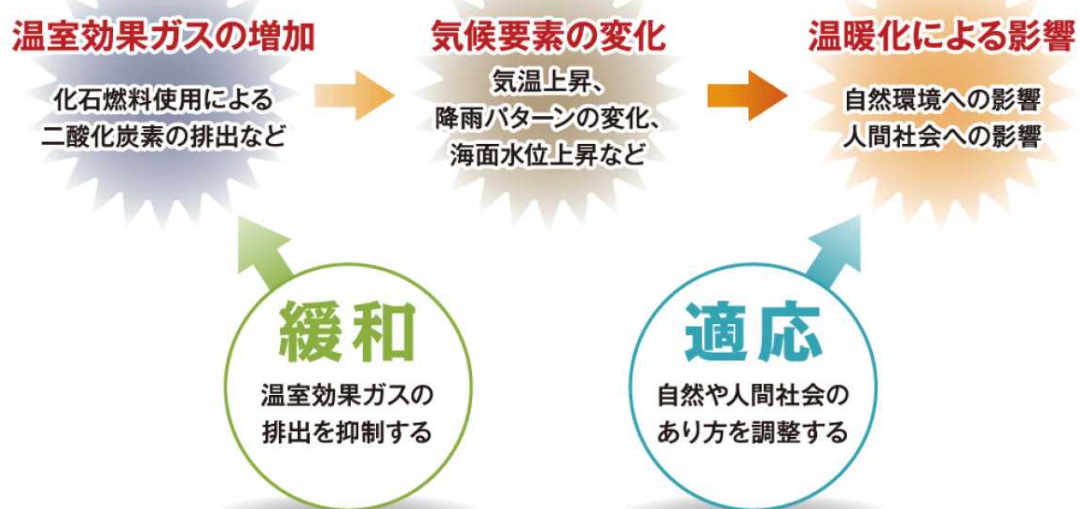 温室効果ガスの増加
化石燃料使用による
二酸化炭素の排出など
気候要素の変化
気温上昇、
降雨パターンの変化、
海面水位上昇など
温暖化による影響
自然環境への影響
人間社会への影響
緩和
温室効果ガスの
排出を抑制する
適応
自然や人間社会の
あり方を調整する